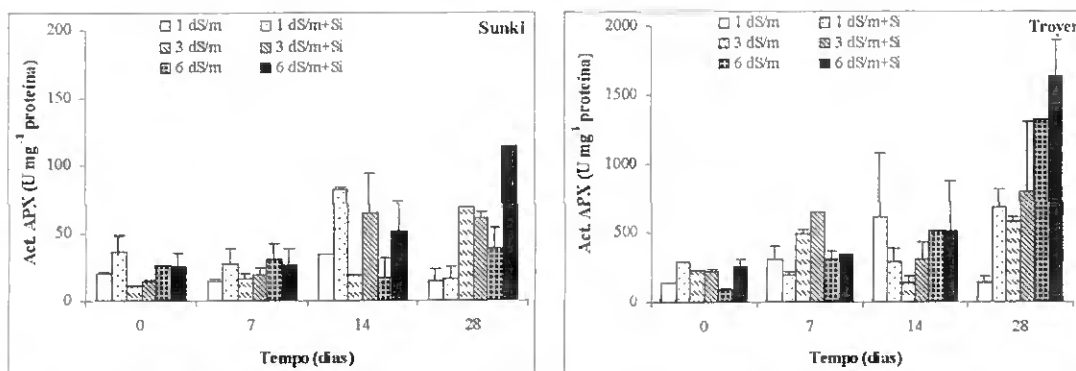 Sunki
1 dS/m
1 dS/m+Si
3 dS/m
3 dS/m+Si
6 dS/m
6 dS/m+Si
Act. APX (U mg⁻¹ proteína)
200
150
100
50
0
0 7 14 28
Tempo (dias)
Troyer
1 dS/m
1 dS/m+Si
3 dS/m
3 dS/m+Si
6 dS/m
6 dS/m+Si
Act. APX (U mg⁻¹ proteína)
2000
1500
1000
500
0
0 7 14 28
Tempo (dias)